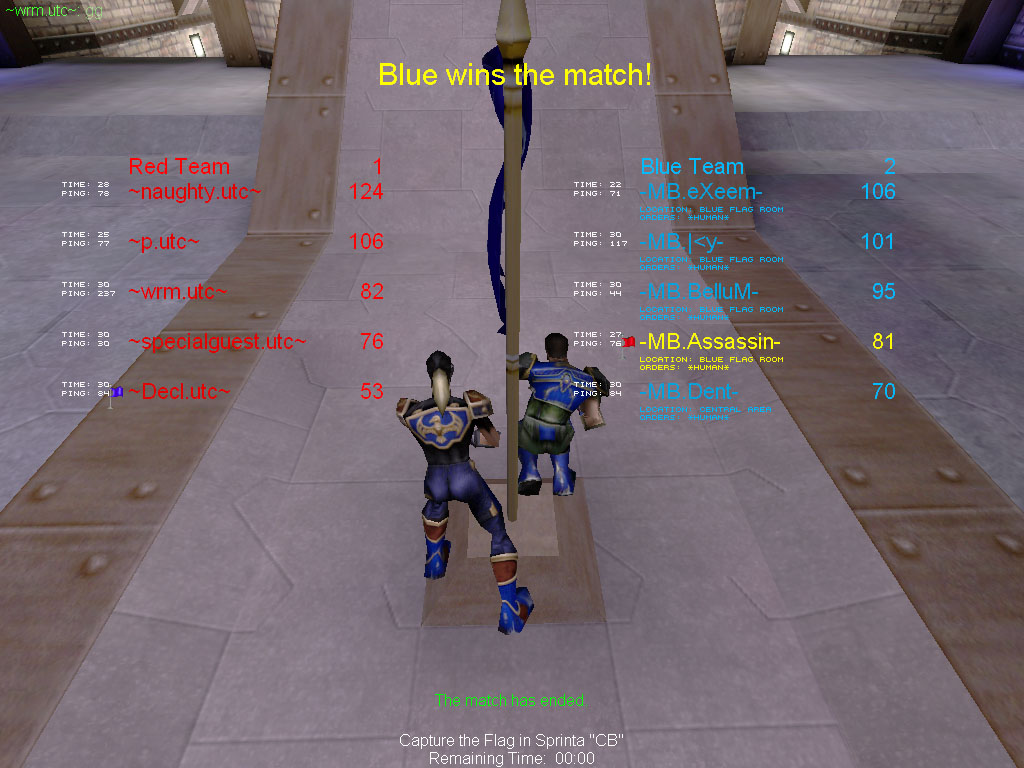 ~wrm.utc~: gg
Blue wins the match!
Red Team 1
TIME: 28
PING: 78
~naughty.utc~ 124
TIME: 25
PING: 77
~p.utc~ 106
TIME: 30
PING: 237
~wrm.utc~ 82
TIME: 30
PING: 30
~specialguest.utc~ 76
TIME: 30
PING: 84
~Decl.utc~ 53
Blue Team 2
TIME: 22
PING: 71
-MB.eXeem- 106
LOCATION: BLUE FLAG ROOM
ORDERS: *HUMAN*
TIME: 30
PING: 117
-MB.|<y- 101
LOCATION: BLUE FLAG ROOM
ORDERS: *HUMAN*
TIME: 30
PING: 44
-MB.BelluM- 95
LOCATION: BLUE FLAG ROOM
ORDERS: *HUMAN*
TIME: 27
PING: 76
-MB.Assassin- 81
LOCATION: BLUE FLAG ROOM
ORDERS: *HUMAN*
TIME: 30
PING: 84
-MB.Dent- 70
LOCATION: CENTRAL AREA
ORDERS: *HUMAN*
The match has ended.
Capture the Flag in Sprinta "CB"
Remaining Time: 00:00